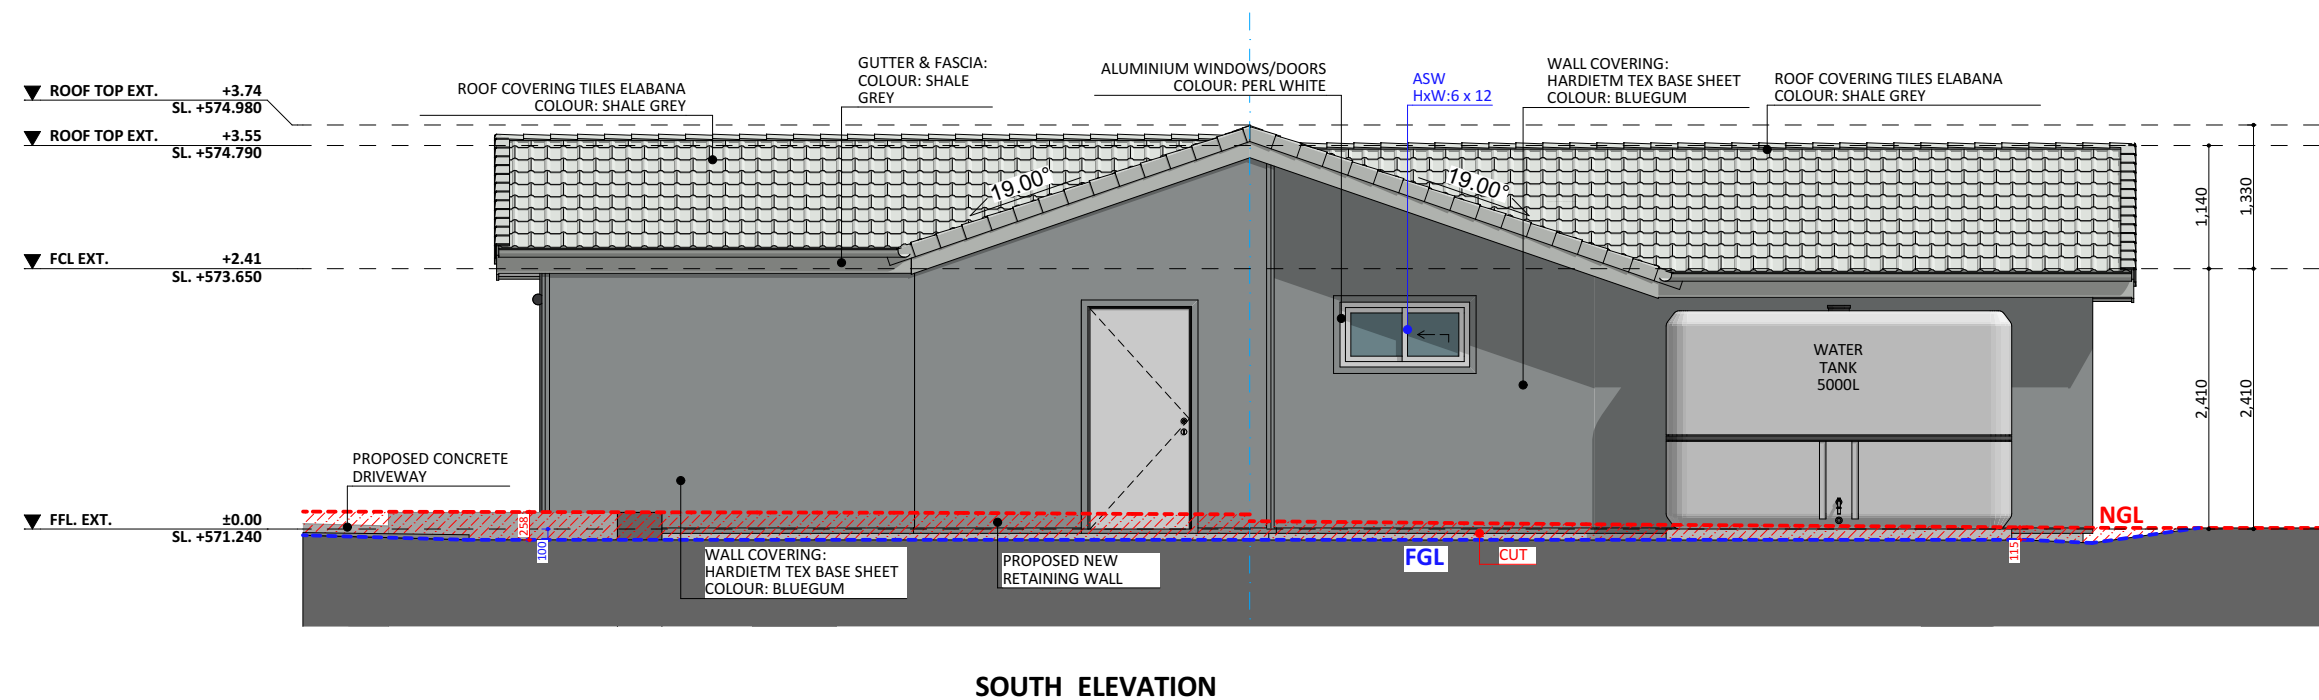 ROOF TOP EXT. +3.74
SL. +574.980
ROOF TOP EXT. +3.55
SL. +574.790
FCL EXT. +2.41
SL. +573.650
FFL. EXT. ±0.00
SL. +571.240
ROOF COVERING TILES ELABANA
COLOUR: SHALE GREY
GUTTER & FASCIA:
COLOUR: SHALE
GREY
ALUMINIUM WINDOWS/DOORS
COLOUR: PERL WHITE
ASW
HxW:6 x 12
WALL COVERING:
HARDIETM TEX BASE SHEET
COLOUR: BLUEGUM
ROOF COVERING TILES ELABANA
COLOUR: SHALE GREY
19.00°
19.00°
1,140
1,330
2,410
2,410
WATER
TANK
5000L
PROPOSED CONCRETE
DRIVEWAY
258
100
WALL COVERING:
HARDIETM TEX BASE SHEET
COLOUR: BLUEGUM
PROPOSED NEW
RETAINING WALL
FGL
CUT
115
NGL
SOUTH ELEVATION